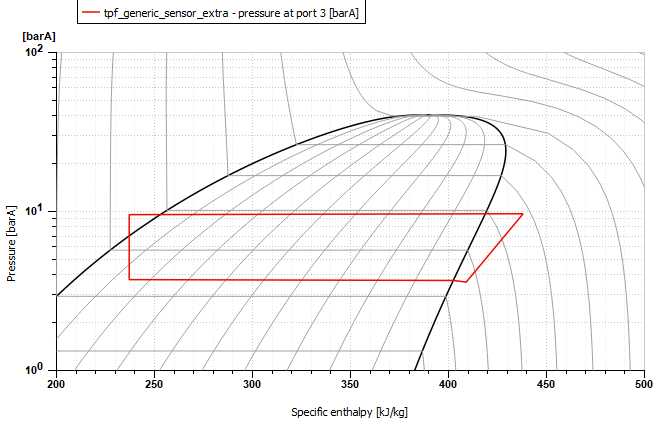 tpf_generic_sensor_extra - pressure at port 3 [barA]
[barA]
10²
10¹
10⁰
Pressure [barA]
200 250 300 350 400 450 500
Specific enthalpy [kJ/kg]